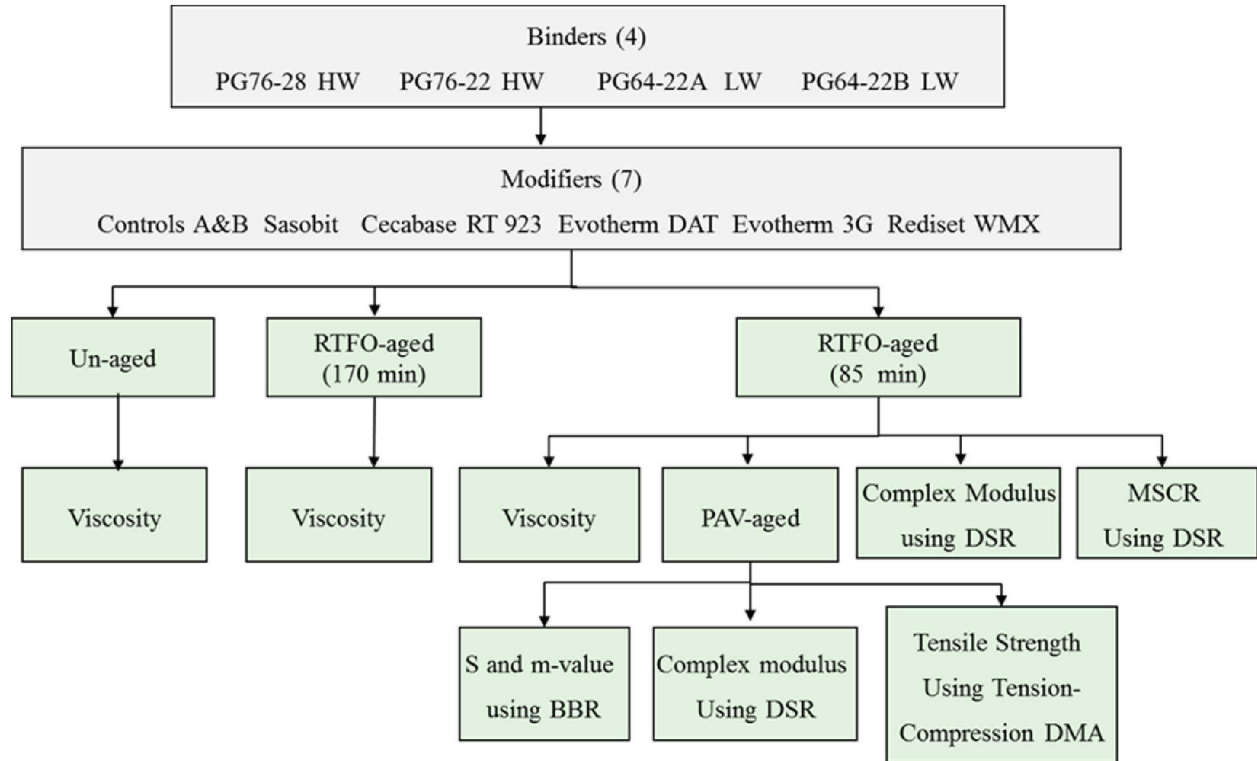 Binders (4)
PG76-28 HW PG76-22 HW PG64-22A LW PG64-22B LW
Modifiers (7)
Controls A&B Sasobit Cecabase RT 923 Evotherm DAT Evotherm 3G Rediset WMX
Un-aged
RTFO-aged
(170 min)
RTFO-aged
(85 min)
Viscosity
Viscosity
Viscosity
PAV-aged
Complex Modulus
using DSR
MSCR
Using DSR
S and m-value
using BBR
Complex modulus
Using DSR
Tensile Strength
Using Tension-
Compression DMA